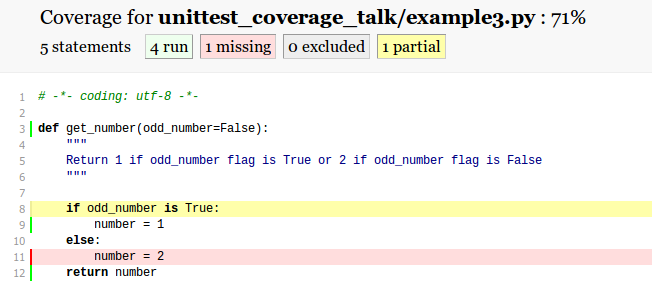 Coverage for unittest_coverage_talk/example3.py : 71%
5 statements 4 run 1 missing 0 excluded 1 partial
1 # -*- coding: utf-8 -*-
2
3 def get_number(odd_number=False):
4     """
5     Return 1 if odd_number flag is True or 2 if odd_number flag is False
6     """
7
8     if odd_number is True:
9         number = 1
10     else:
11         number = 2
12     return number